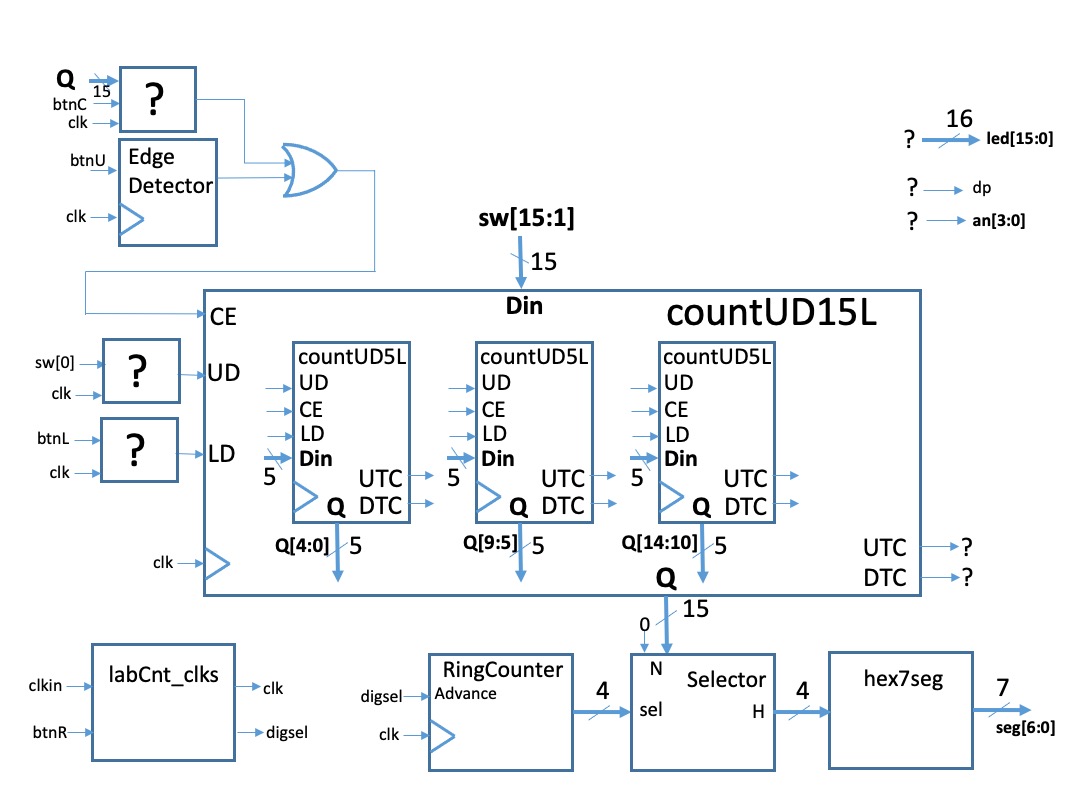 Q
15
btnC
clk
?
btnU
clk
Edge
Detector
16
? led[15:0]
? dp
? an[3:0]
sw[15:1]
15
Din
countUD15L
CE
sw[0]
clk
?
UD
btnL
clk
?
LD
clk
countUD5L
UD
CE
LD
Din
5
UTC
DTC
Q
Q[4:0]
5
countUD5L
UD
CE
LD
Din
5
UTC
DTC
Q
Q[9:5]
5
countUD5L
UD
CE
LD
Din
5
UTC
DTC
Q
Q[14:10]
5
UTC ?
DTC ?
Q
15
0
clkin
btnR
labCnt_clks
clk
digsel
digsel
clk
RingCounter
Advance
4
N
Selector
sel
H
4
hex7seg
7
seg[6:0]